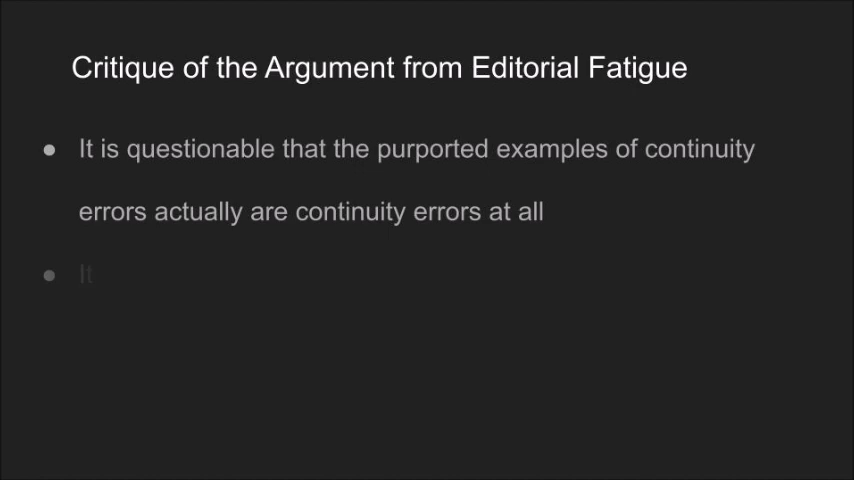 Critique of the Argument from Editorial Fatigue
● It is questionable that the purported examples of continuity
errors actually are continuity errors at all
● It